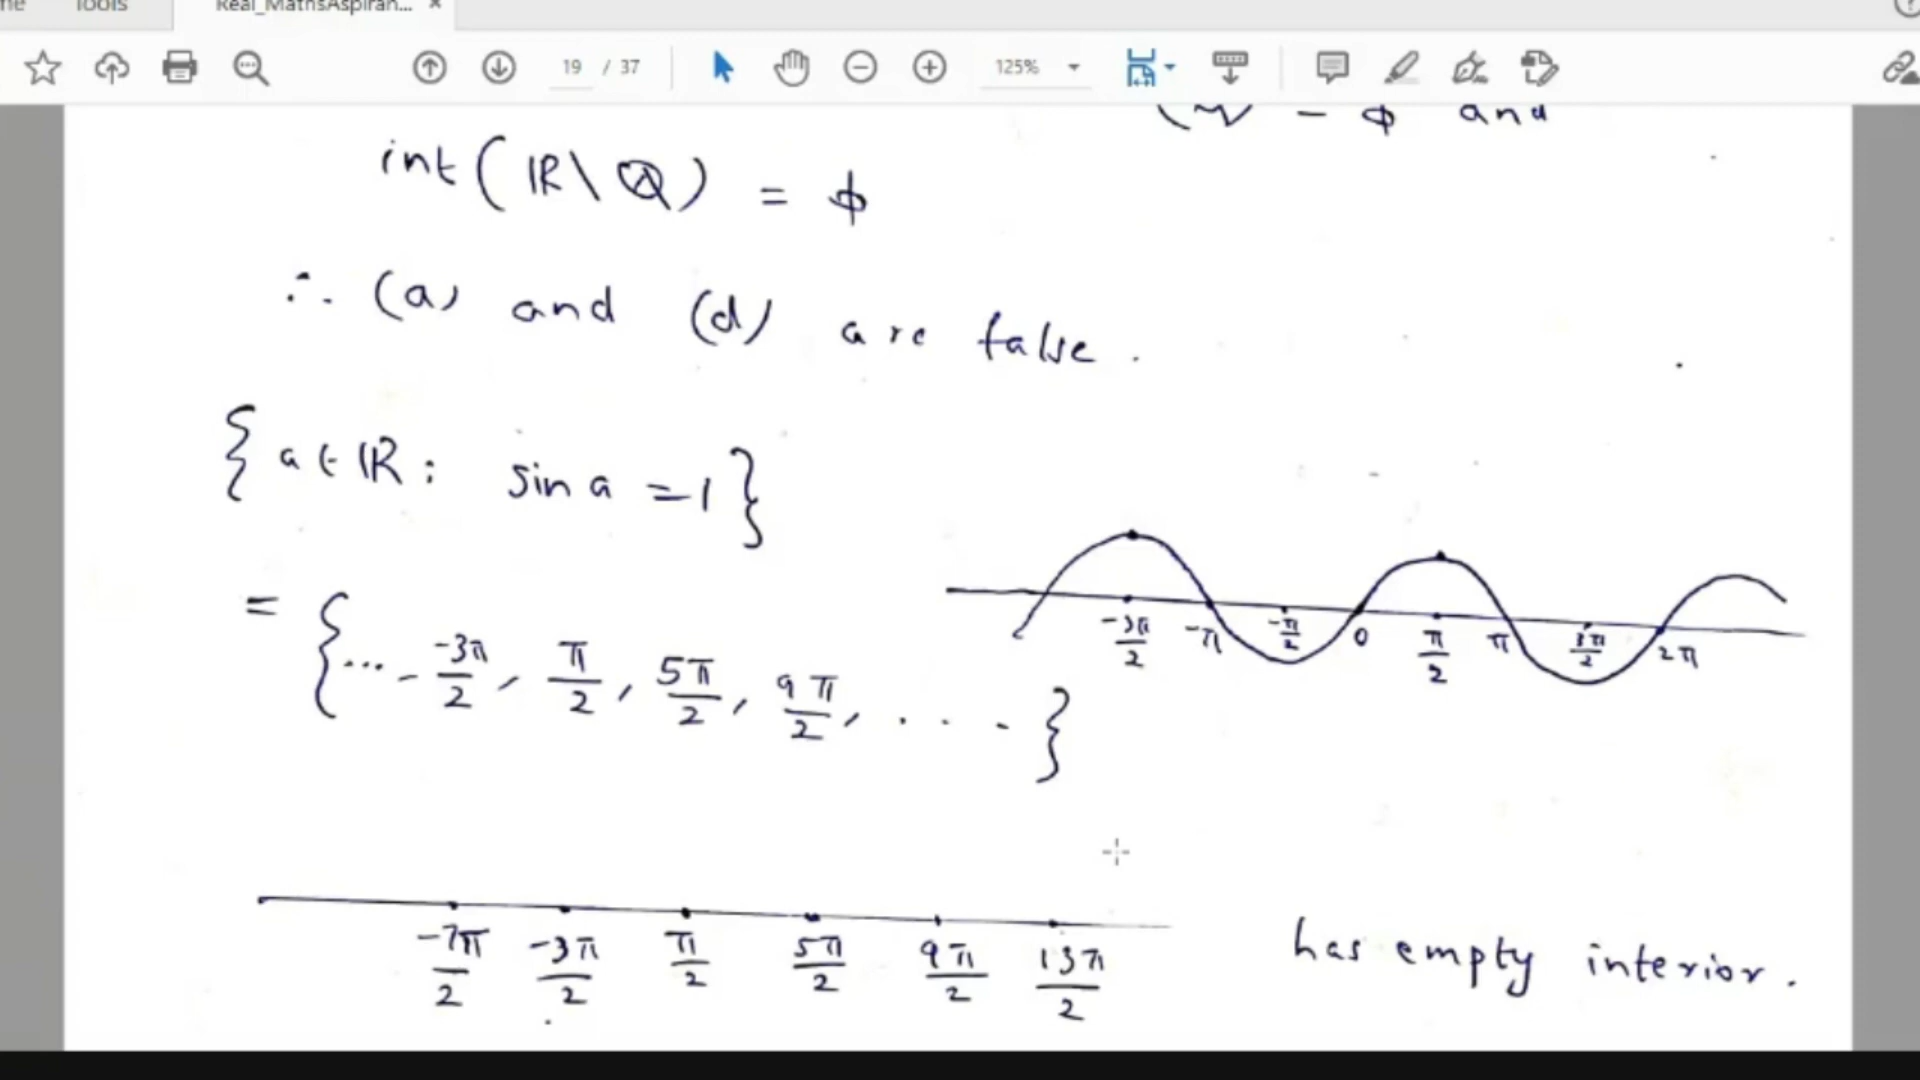 Tools Real_MathsAspiran... ×
19 / 37 125%
= ϕ and
int(ℝ\ℚ) = ϕ
∴ (a) and (d) are false.
{a ∈ ℝ : sin a = 1}
= {... , -3π/2, π/2, 5π/2, 9π/2, ....}
-3π/2 -π -π/2 0 π/2 π 3π/2 2π
-7π/2 -3π/2 π/2 5π/2 9π/2 13π/2 has empty interior.